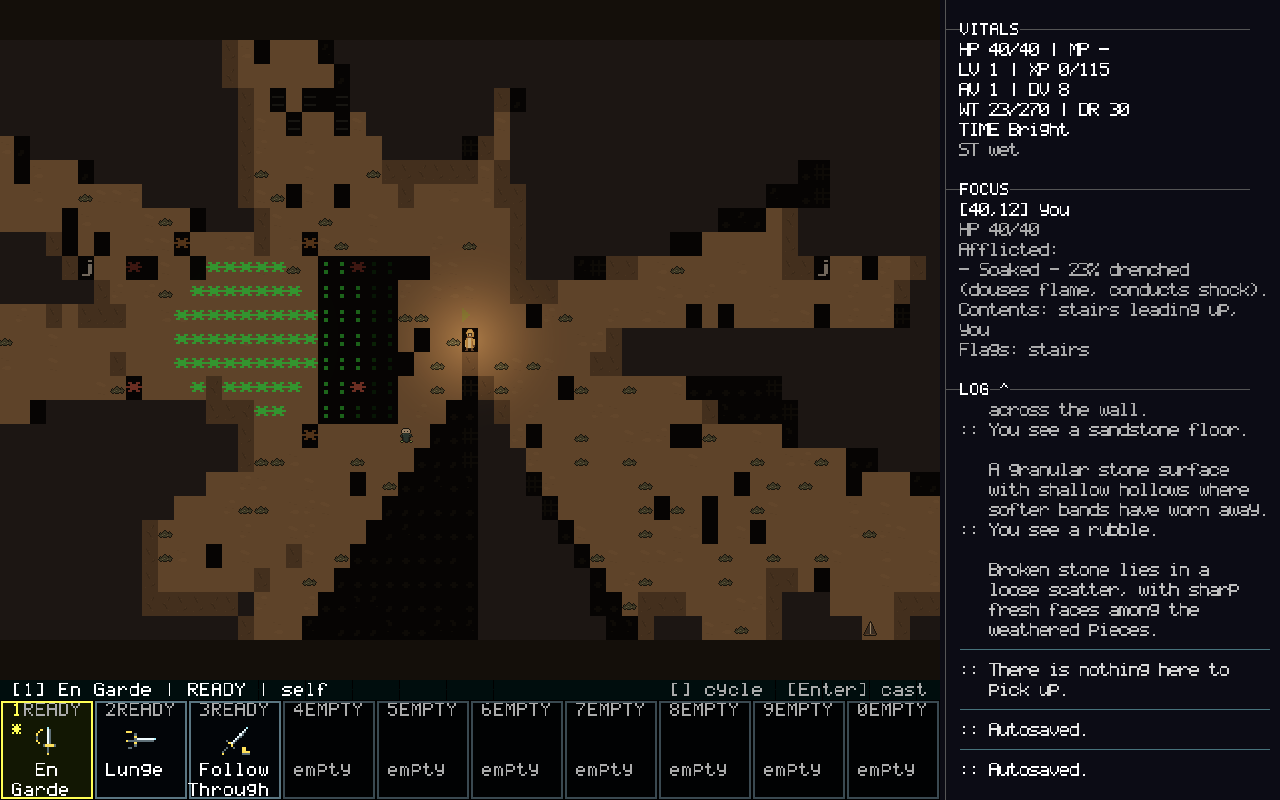 VITALS
HP 40/40 | MP -
LV 1 | XP 0/115
AV 1 | DV 8
WT 23/270 | DR 30
TIME Bright
ST wet
FOCUS
[40,12] You
HP 40/40
Afflicted:
- Soaked - 23% drenched
(douses flame, conducts shock).
Contents: stairs leading up,
you
Flags: stairs
LOG ^
across the wall.
:: You see a sandstone floor.
A granular stone surface
with shallow hollows where
softer bands have worn away.
:: You see a rubble.
Broken stone lies in a
loose scatter, with sharp
fresh faces among the
weathered pieces.
:: There is nothing here to
pick up.
:: Autosaved.
:: Autosaved.
j
j
[1] En Garde | READY | self
[] cycle [Enter] cast
1READY 2READY 3READY 4EMPTY 5EMPTY 6EMPTY 7EMPTY 8EMPTY 9EMPTY 0EMPTY
*
En Lunge Follow empty empty empty empty empty empty empty
Garde Through